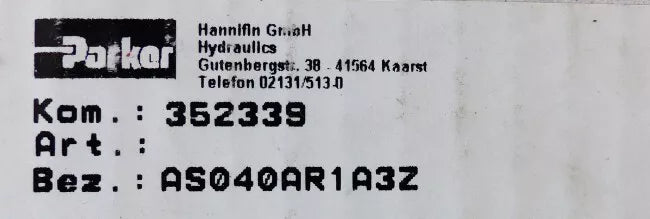 Parker
Hannifin GmbH
Hydraulics
Gutenbergstr. 38 - 41564 Kaarst
Telefon 02131/513-0
Kom.: 352339
Art.:
Bez.: AS040AR1A3Z